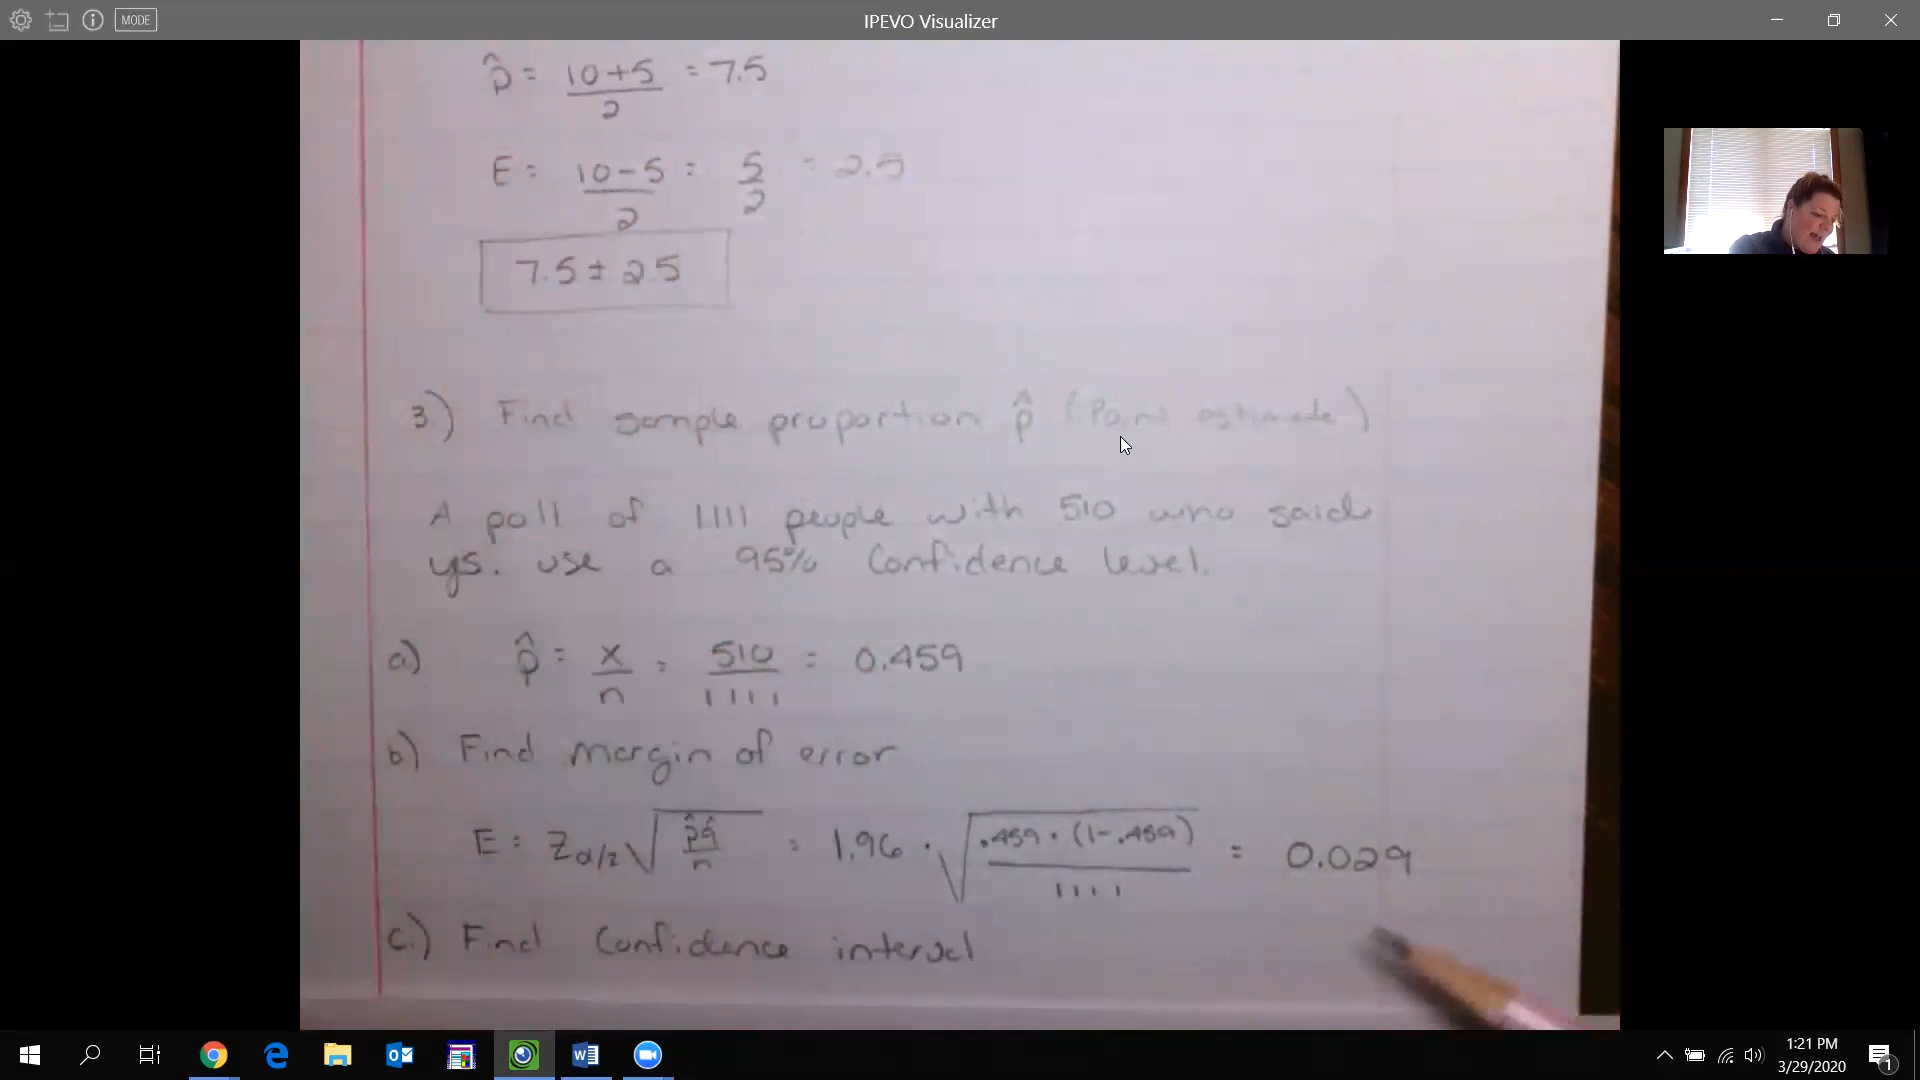 MODE
IPEVO Visualizer
p̂ = 10+5/2 = 7.5
E = 10-5/2 = 5/2 = 2.5
7.5 ± 2.5
3.) Find sample proportion p̂ (Point estimate)
A poll of 1111 people with 510 who said
yes. use a 95% Confidence level.
a) p̂ = x/n = 510/1111 = 0.459
b) Find margin of error
E = Zα/2 √p̂q̂/n = 1.96 · √.459 · (1-.459)/1111 = 0.029
c.) Find Confidence interval
1:21 PM
3/29/2020
1